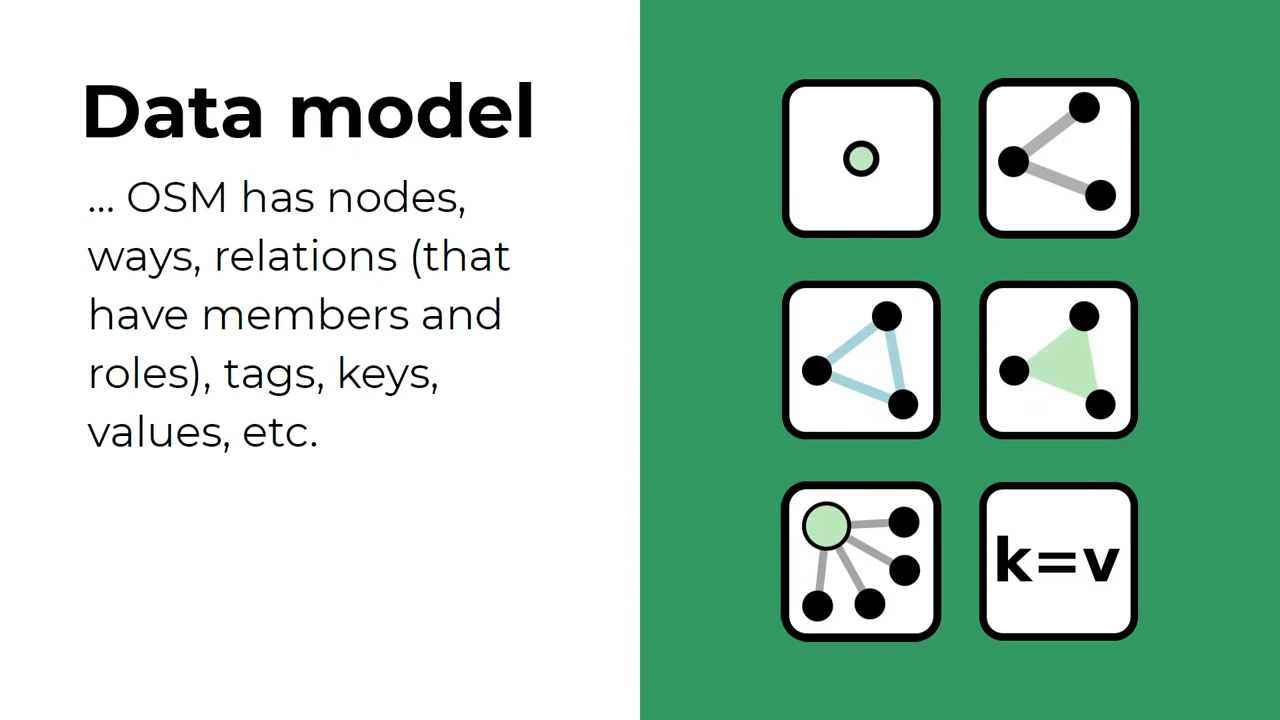 Data model
... OSM has nodes,
ways, relations (that
have members and
roles), tags, keys,
values, etc.
k=v